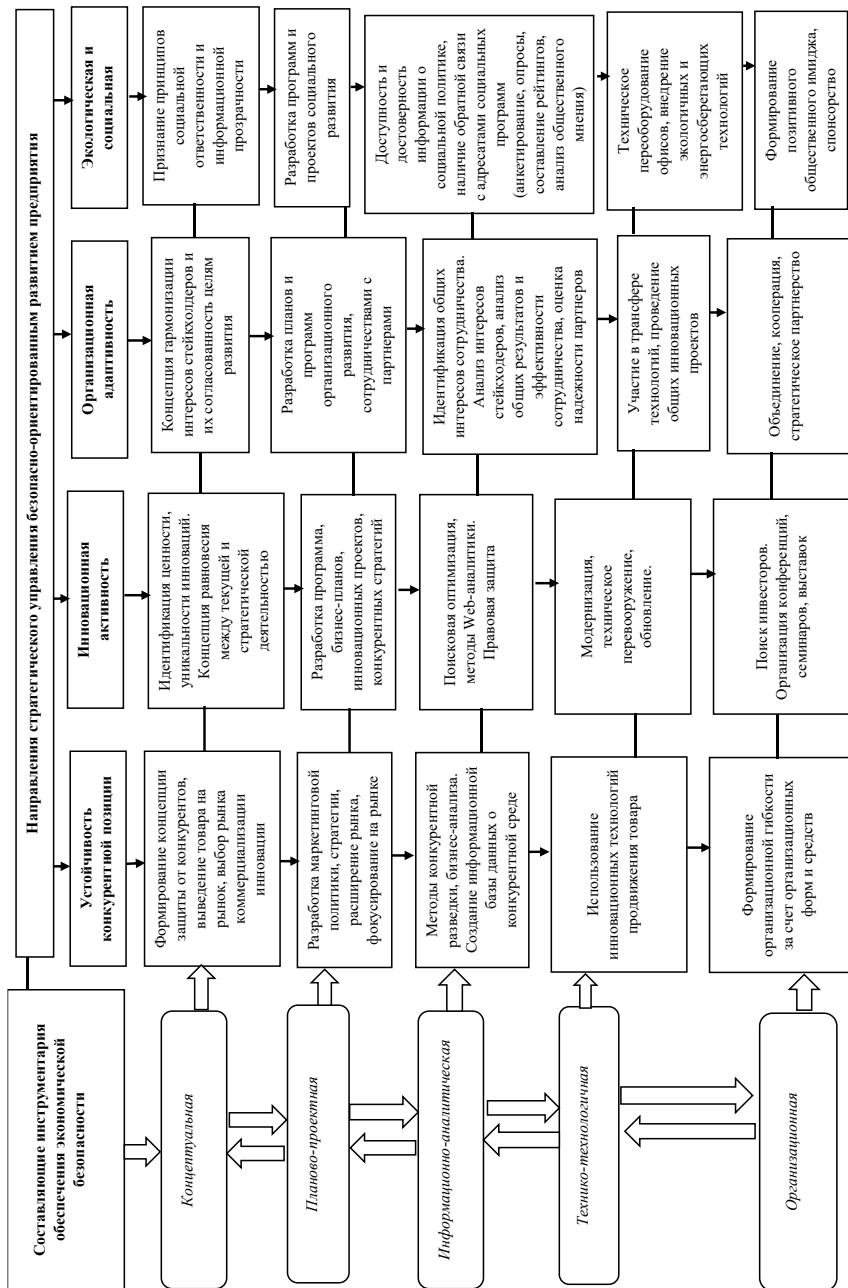 Составляющие инструментария
обеспечения экономической
безопасности
Направления стратегического управления безопасно-ориентированным развитием предприятия
Устойчивость
конкурентной позиции
Инновационная
активность
Организационная
адаптивность
Экологическая и
социальная
Концептуальная
Формирование концепции
защиты от конкурентов,
выведение товара на
рынок, выбор рынка
коммерциализации
инновации
Идентификация ценности,
уникальности инноваций.
Концепция равновесия
между текущей и
стратегической
деятельностью
Концепция гармонизации
интересов стейкхолдеров и
их согласованность целям
развития
Признание принципов
социальной
ответственности и
информационной
прозрачности
Планово-проектная
Разработка маркетинговой
политики, стратегии,
расширение рынка,
фокусирование на рынке
Разработка программа,
бизнес-планов,
инновационных проектов,
конкурентных стратегий
Разработка планов и
программ
организационного
развития,
сотрудничествами с
партнерами
Разработка программ и
проектов социального
развития
Информационно-аналитическая
Методы конкурентной
разведки, бизнес-анализа.
Создание информационной
базы данных о
конкурентной среде
Поисковая оптимизация,
методы Web-аналитики.
Правовая защита
Идентификация общих
интересов сотрудничества.
Анализ интересов
стейкходеров, анализ
общих результатов и
эффективности
сотрудничества, оценка
надежности партнеров
Доступность и
достоверность
информации о
социальной политике,
наличие обратной связи
с адресатами социальных
программ
(анкетирование, опросы,
составление рейтингов,
анализ общественного
мнения)
Технико-технологичная
Использование
инновационных технологий
продвижения товара
Модернизация,
техническое
перевооружение,
обновление.
Участие в трансфере
технологий, проведение
общих инновационных
проектов
Техническое
переоборудование
офисов, внедрение
экологичных и
энергосберегающих
технологий
Организационная
Формирование
организационной гибкости
за счет организационных
форм и средств
Поиск инвесторов.
Организация конференций,
семинаров, выставок
Объединение, кооперация,
стратегическое партнерство
Формирование
позитивного
общественного имиджа,
спонсорство